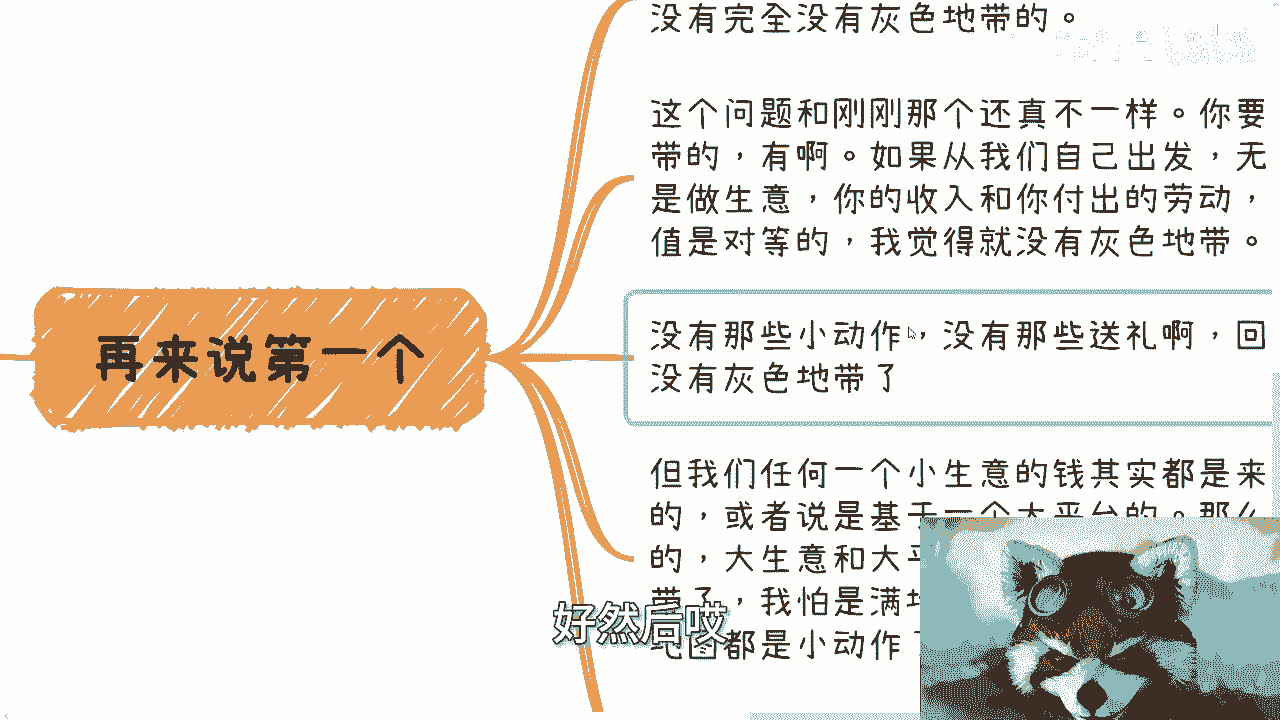 没有完全没有灰色地带的。
这个问题和刚刚那个还真不一样。你要
带的，有啊。如果从我们自己出发，无
是做生意，你的收入和你付出的劳动，
值是对等的，我觉得就没有灰色地带。
再来说第一个
没有那些小动作，没有那些送礼啊，回
没有灰色地带了
但我们任何一个小生意的钱其实都是来
的，或者说是基于一个大平台的。那么
的，大生意和大平
带了，我怕是满地
地图都是小动作了
好然后哎